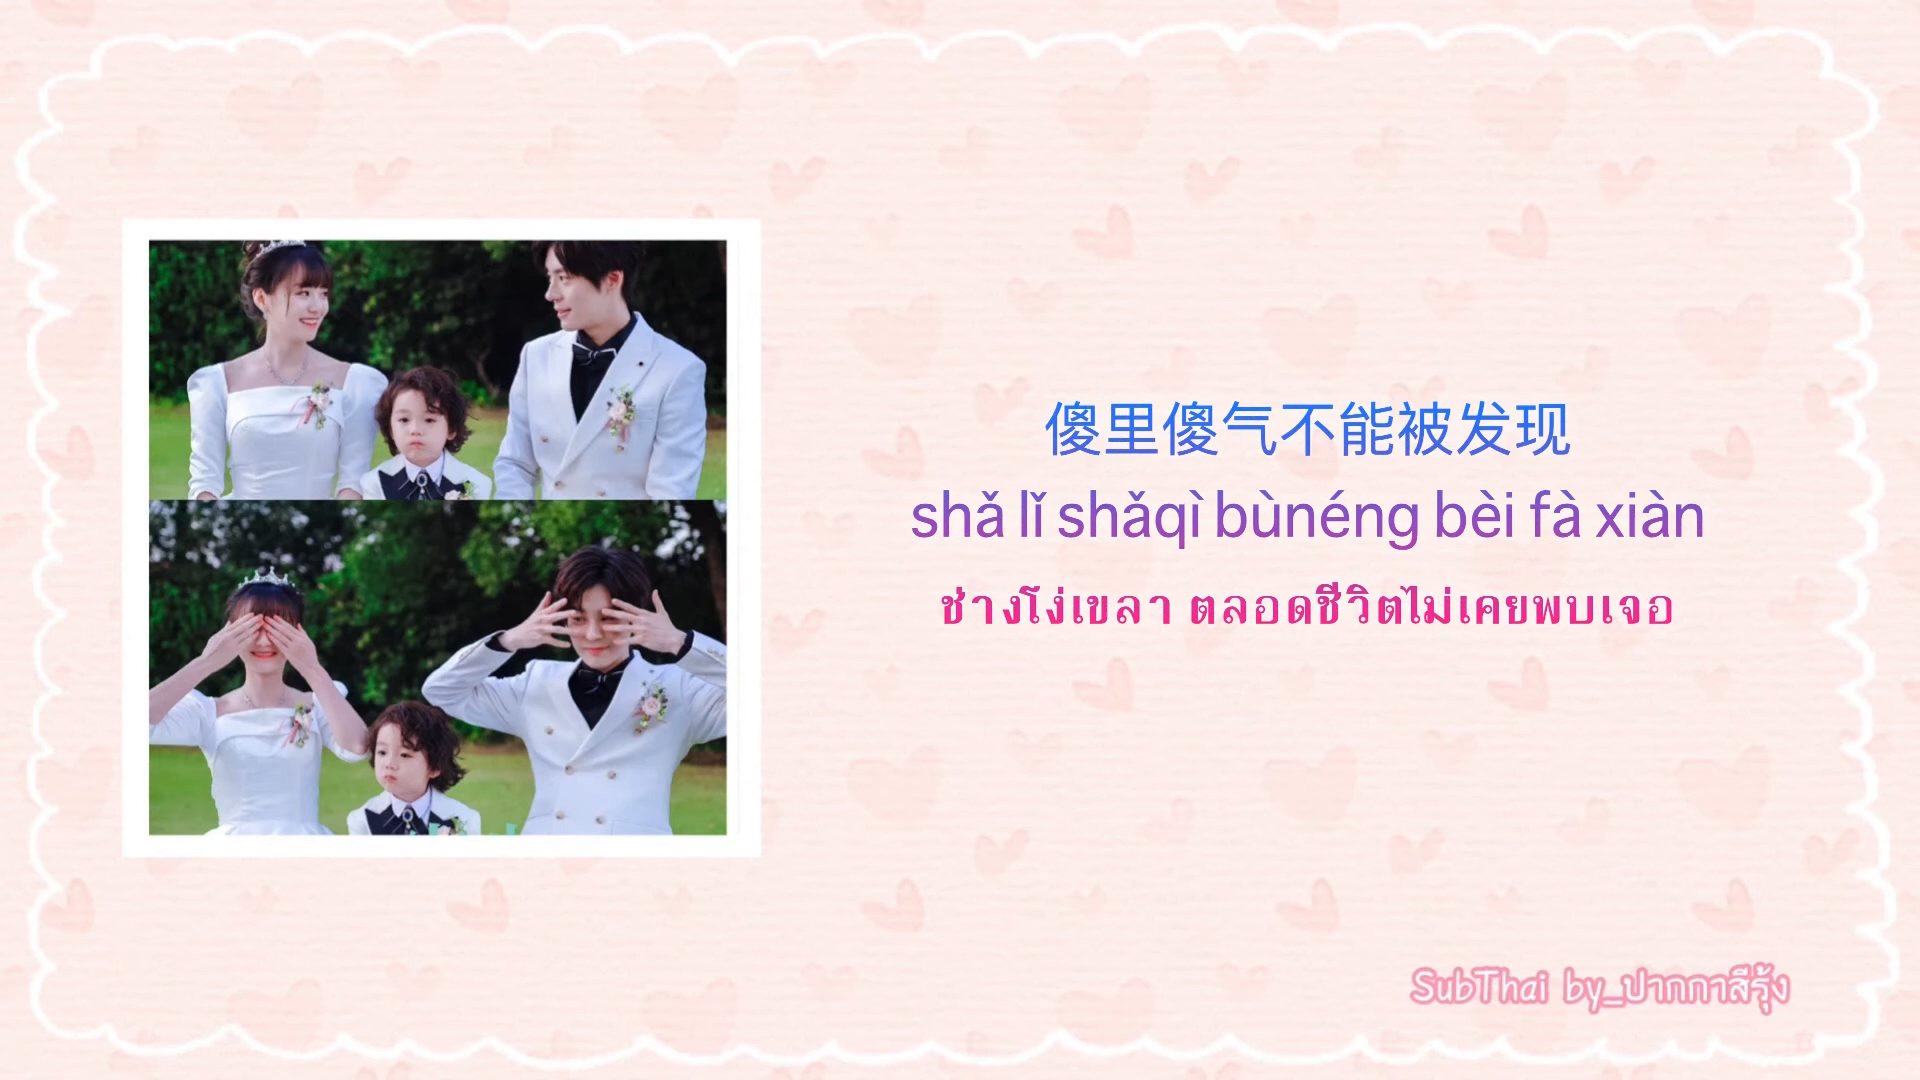 傻里傻气不能被发现
shǎ lǐ shǎqì bùnéng bèi fà xiàn
ช่างโง่เขลา ตลอดชีวิตไม่เคยพบเจอ
SubThai by_ปากกาสีรุ้ง